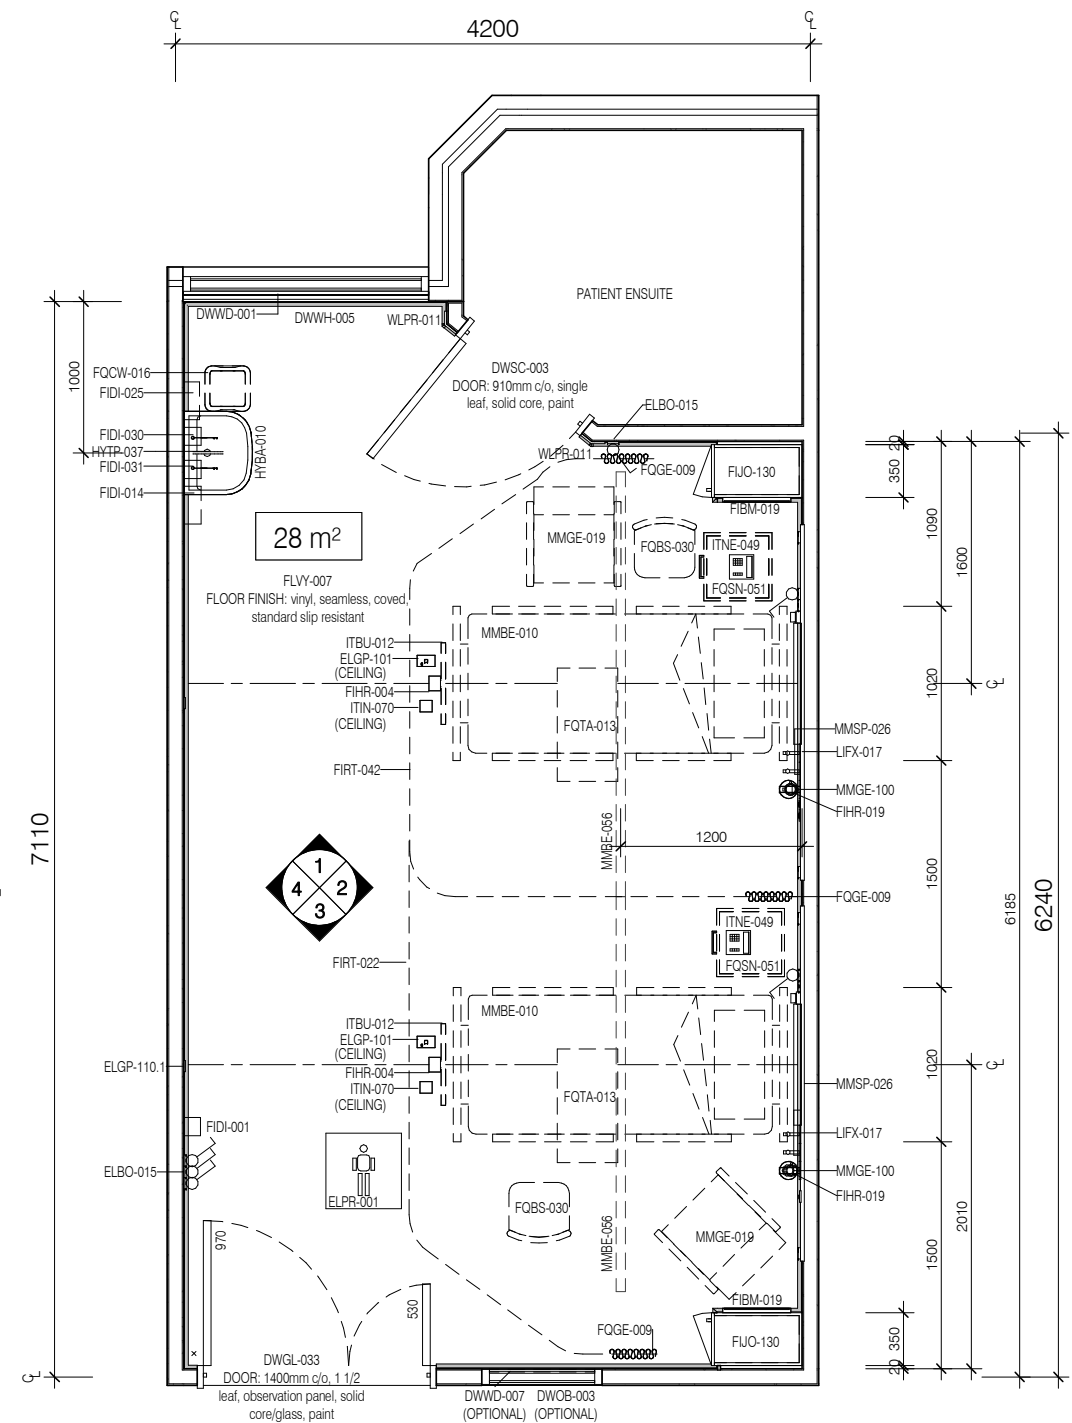 4200
PATIENT ENSUITE
DWWD-001
DWWH-005
WLPR-011
1000
FQCW-016
FIDI-025
FIDI-030
HYTP-037
FIDI-031
FIDI-014
HYBA-010
DWSC-003
DOOR: 910mm c/o, single
leaf, solid core, paint
ELBO-015
WLPR-011
FQGE-009
FIJO-130
FIBM-019
20
350
1090
1600
28 m²
FLVY-007
FLOOR FINISH: vinyl, seamless, coved,
standard slip resistant
MMGE-019
FQBS-030
ITNE-049
FQSN-051
ITBU-012
ELGP-101
(CEILING)
FIHR-004
ITIN-070
(CEILING)
MMBE-010
FQTA-013
1020
FIRT-042
MMSP-026
LIFX-017
MMGE-100
FIHR-019
MMBE-056
1200
7110
1
4
2
3
1500
6185
6240
FQGE-009
ITNE-049
FQSN-051
FIRT-022
MMBE-010
ITBU-012
ELGP-101
(CEILING)
FIHR-004
ITIN-070
(CEILING)
FQTA-013
1020
ELGP-110.1
MMSP-026
FIDI-001
ELBO-015
LIFX-017
MMGE-100
FIHR-019
ELPR-001
FQBS-030
MMBE-056
MMGE-019
2010
1500
970
530
FIBM-019
FQGE-009
FIJO-130
350
20
DWGL-033
DOOR: 1400mm c/o, 1 1/2
leaf, observation panel, solid
core/glass, paint
DWWD-007
(OPTIONAL)
DWOB-003
(OPTIONAL)